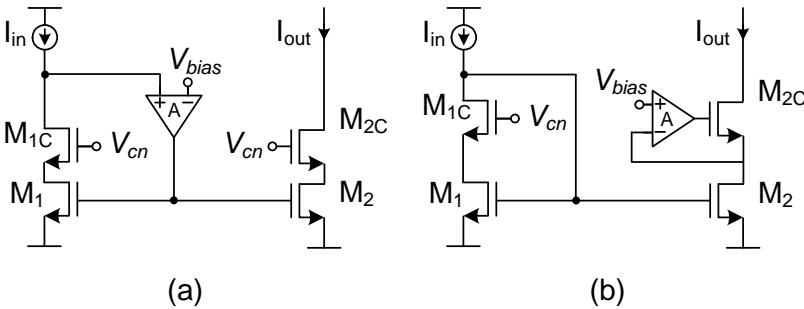 I_in
I_out
V_bias
+ −
A
M_1C
V_cn
V_cn
M_2C
M_1
M_2
(a)
I_in
I_out
V_bias
+
A
−
M_2C
M_1C
V_cn
M_1
M_2
(b)